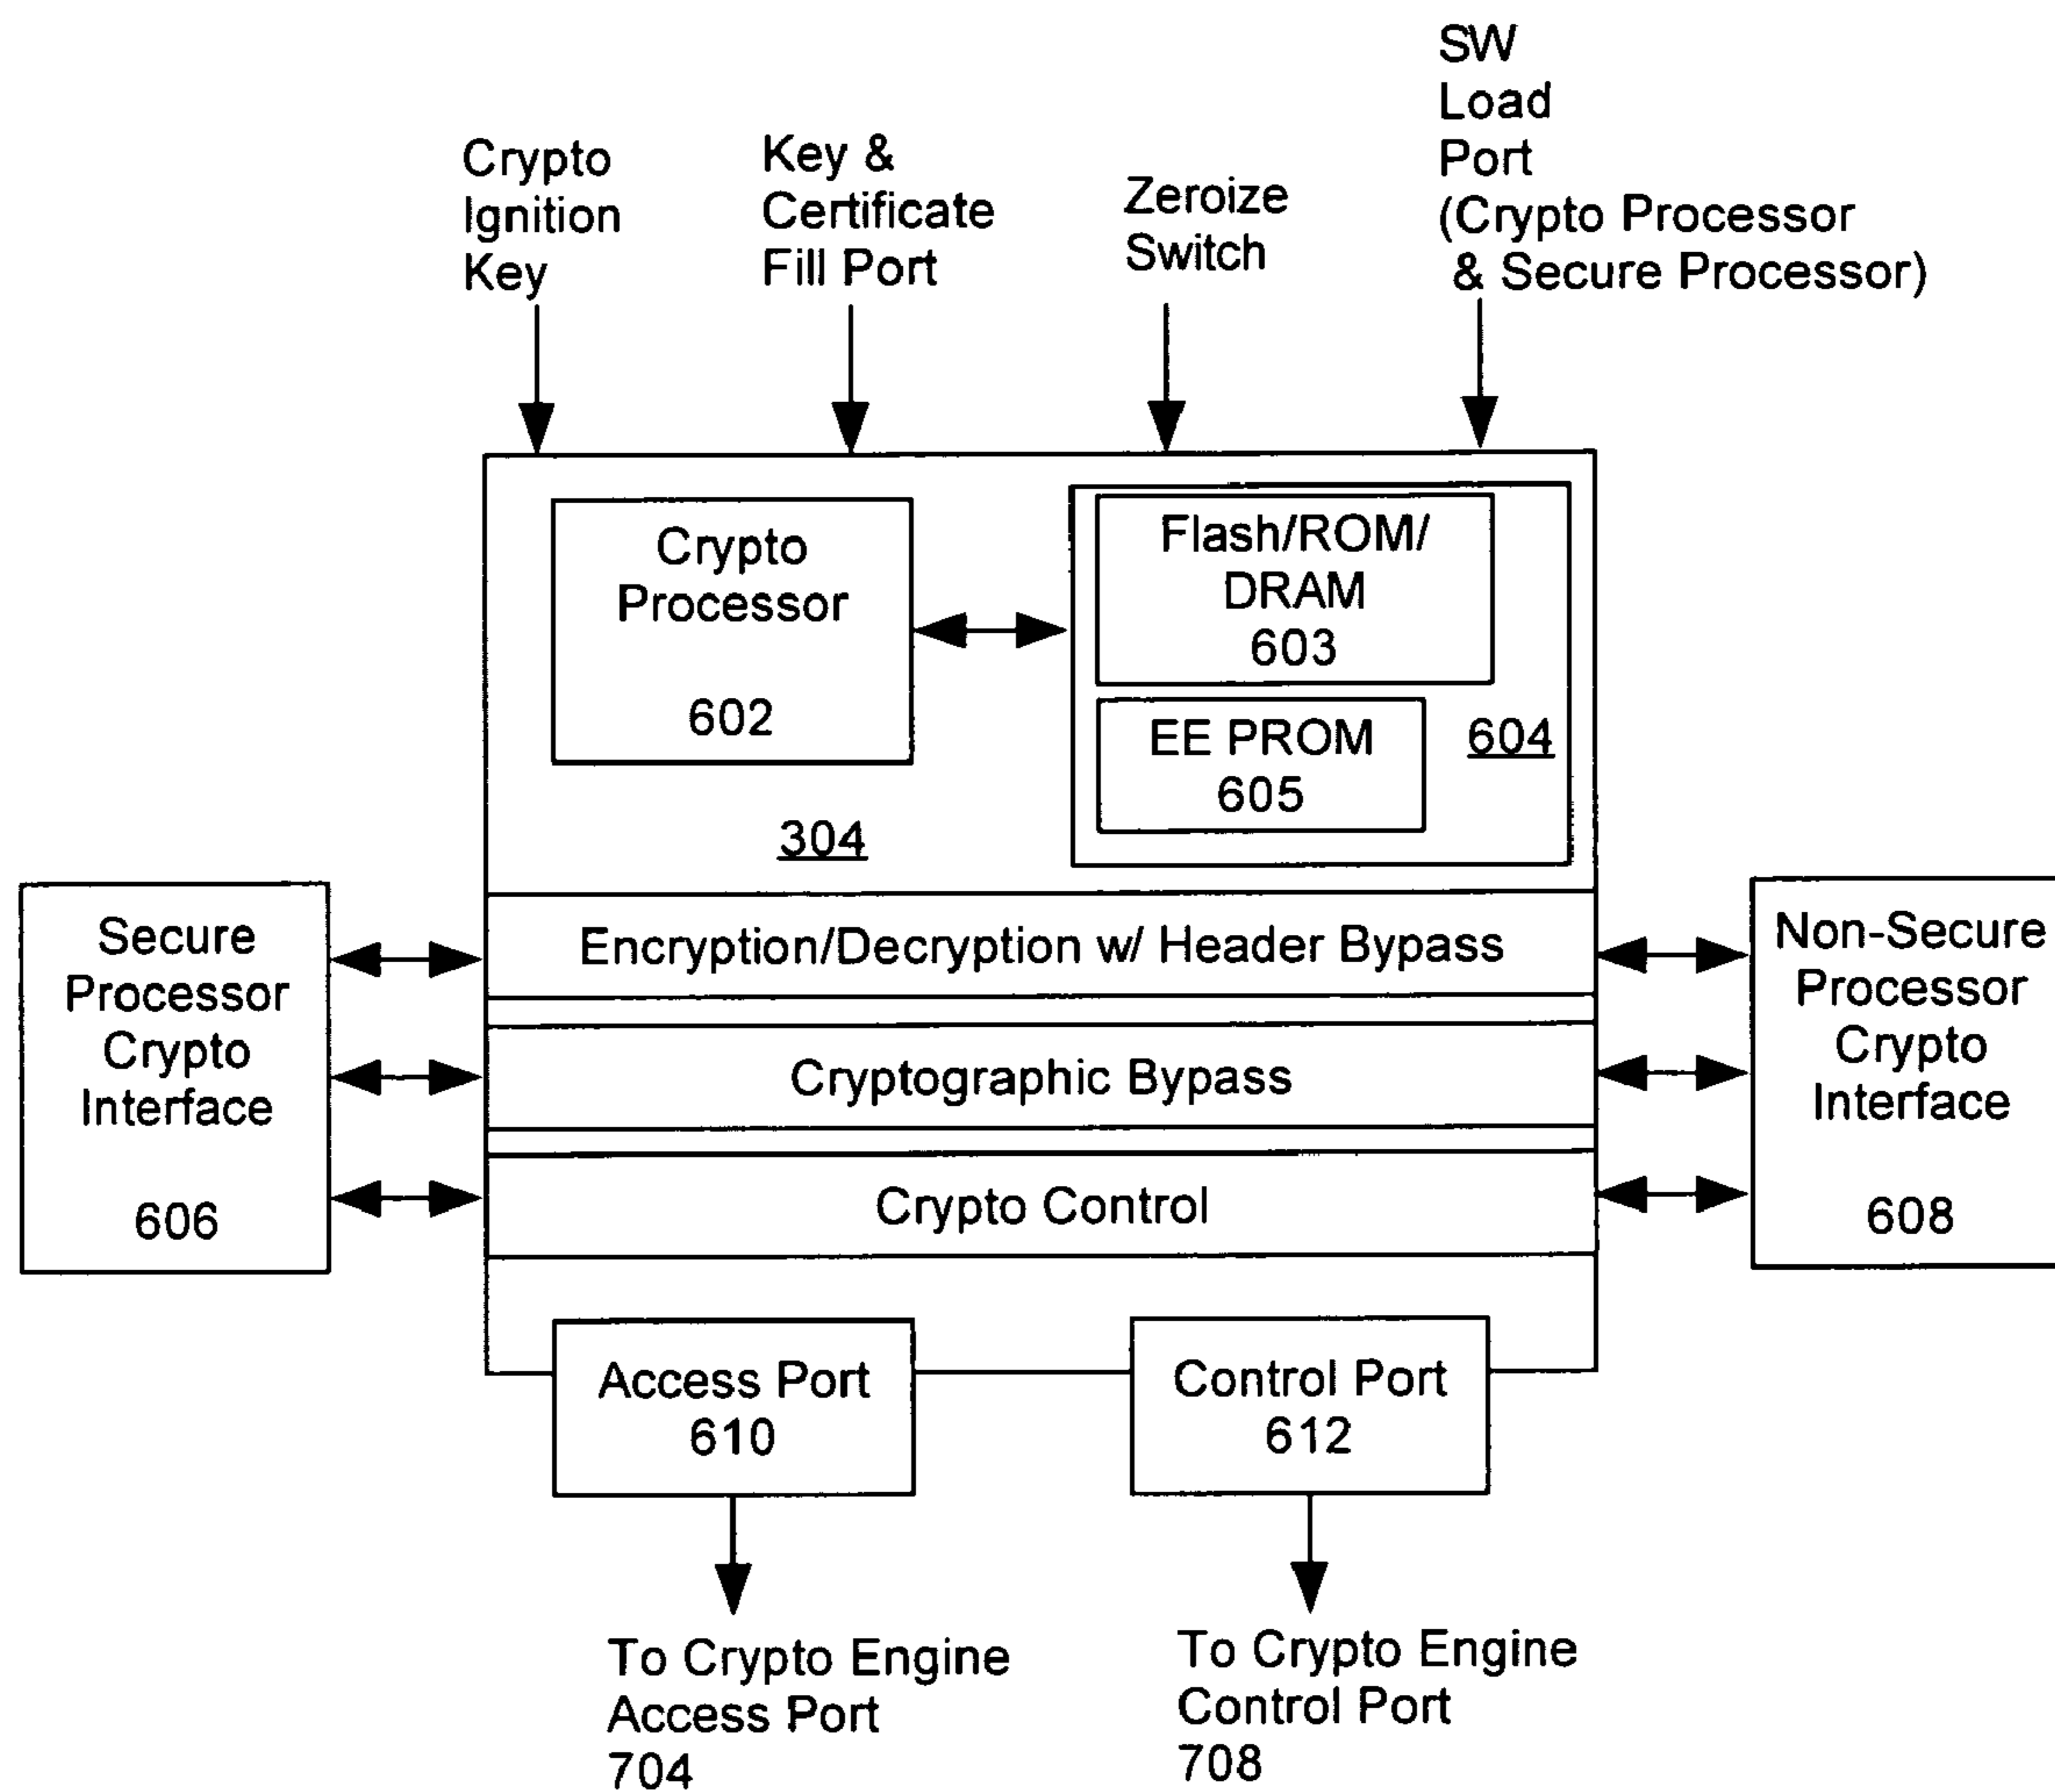 SW
Load
Port
(Crypto Processor
& Secure Processor)
Crypto
Ignition
Key
Key &
Certificate
Fill Port
Zeroize
Switch
Crypto
Processor
602
Flash/ROM/
DRAM
603
EE PROM
605
604
304
Secure
Processor
Crypto
Interface
606
Encryption/Decryption w/ Header Bypass
Cryptographic Bypass
Crypto Control
Non-Secure
Processor
Crypto
Interface
608
Access Port
610
Control Port
612
To Crypto Engine
Access Port
704
To Crypto Engine
Control Port
708